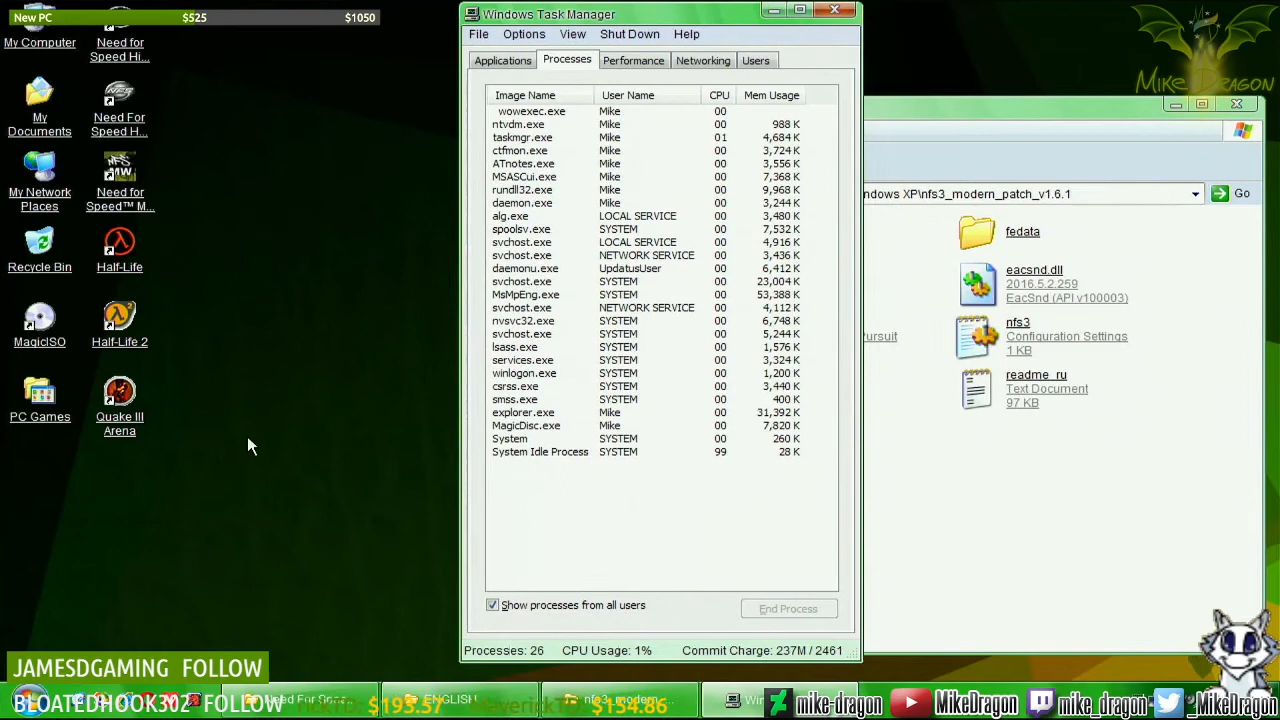 New PC $525 $1050
My Computer
Need for Speed Hi...
My Documents
Need For Speed H...
My Network Places
Need for Speed™ M...
Recycle Bin
Half-Life
MagicISO
Half-Life 2
PC Games
Quake III Arena
Windows Task Manager
File Options View Shut Down Help
Applications Processes Performance Networking Users
Image Name User Name CPU Mem Usage
wowexec.exe Mike 00
ntvdm.exe Mike 00 988 K
taskmgr.exe Mike 01 4,684 K
ctfmon.exe Mike 00 3,724 K
ATnotes.exe Mike 00 3,556 K
MSASCui.exe Mike 00 7,368 K
rundll32.exe Mike 00 9,968 K
daemon.exe Mike 00 3,244 K
alg.exe LOCAL SERVICE 00 3,480 K
spoolsv.exe SYSTEM 00 7,532 K
svchost.exe LOCAL SERVICE 00 4,916 K
svchost.exe NETWORK SERVICE 00 3,436 K
daemonu.exe UpdatusUser 00 6,412 K
svchost.exe SYSTEM 00 23,004 K
MsMpEng.exe SYSTEM 00 53,388 K
svchost.exe NETWORK SERVICE 00 4,112 K
nvsvc32.exe SYSTEM 00 6,748 K
svchost.exe SYSTEM 00 5,244 K
lsass.exe SYSTEM 00 1,576 K
services.exe SYSTEM 00 3,324 K
winlogon.exe SYSTEM 00 1,200 K
csrss.exe SYSTEM 00 3,440 K
smss.exe SYSTEM 00 400 K
explorer.exe Mike 00 31,392 K
MagicDisc.exe Mike 00 7,820 K
System SYSTEM 00 260 K
System Idle Process SYSTEM 99 28 K
Show processes from all users End Process
Processes: 26 CPU Usage: 1% Commit Charge: 237M / 2461
MIKE DRAGON
ndows XP\nfs3_modern_patch_v1.6.1 Go
fedata
eacsnd.dll
2016.5.2.259
EacSnd (API v100003)
nfs3
ursuit Configuration Settings
1 KB
readme_ru
Text Document
97 KB
JAMESDGAMING FOLLOW
BLOATEDHOOK302 FOLLOW
Need For Spee...
ENGLISH
nfs3_modern_...
$193.57
$154.86
mike-dragon MikeDragon mike_dragon _MikeDragon